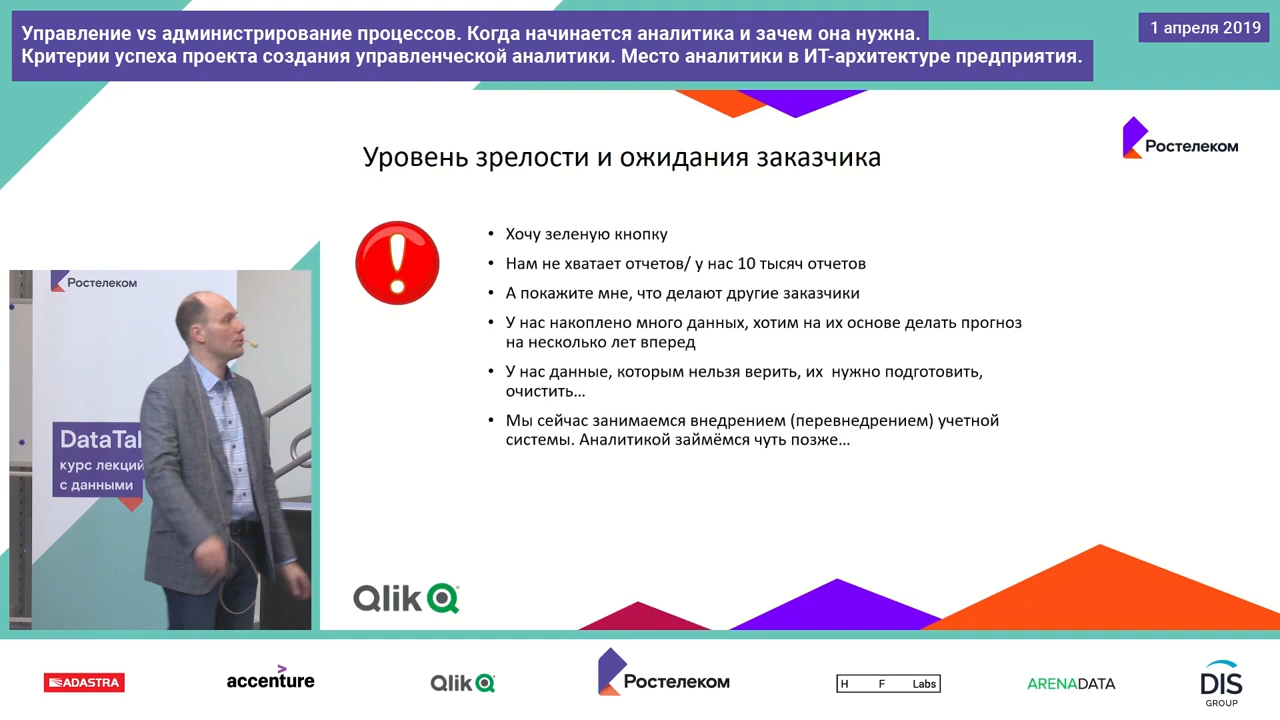 Управление vs администрирование процессов. Когда начинается аналитика и зачем она нужна.
Критерии успеха проекта создания управленческой аналитики. Место аналитики в ИТ-архитектуре предприятия.
1 апреля 2019
Ростелеком
Уровень зрелости и ожидания заказчика
• Хочу зеленую кнопку
• Нам не хватает отчетов/ у нас 10 тысяч отчетов
• А покажите мне, что делают другие заказчики
• У нас накоплено много данных, хотим на их основе делать прогноз
на несколько лет вперед
• У нас данные, которым нельзя верить, их  нужно подготовить,
очистить...
• Мы сейчас занимаемся внедрением (перевнедрением) учетной
системы. Аналитикой займёмся чуть позже...
Ростелеком
DataTal
курс лекций
с данными
Qlik
ADASTRA
accenture
Qlik
Ростелеком
H F Labs
ARENADATA
DIS
GROUP